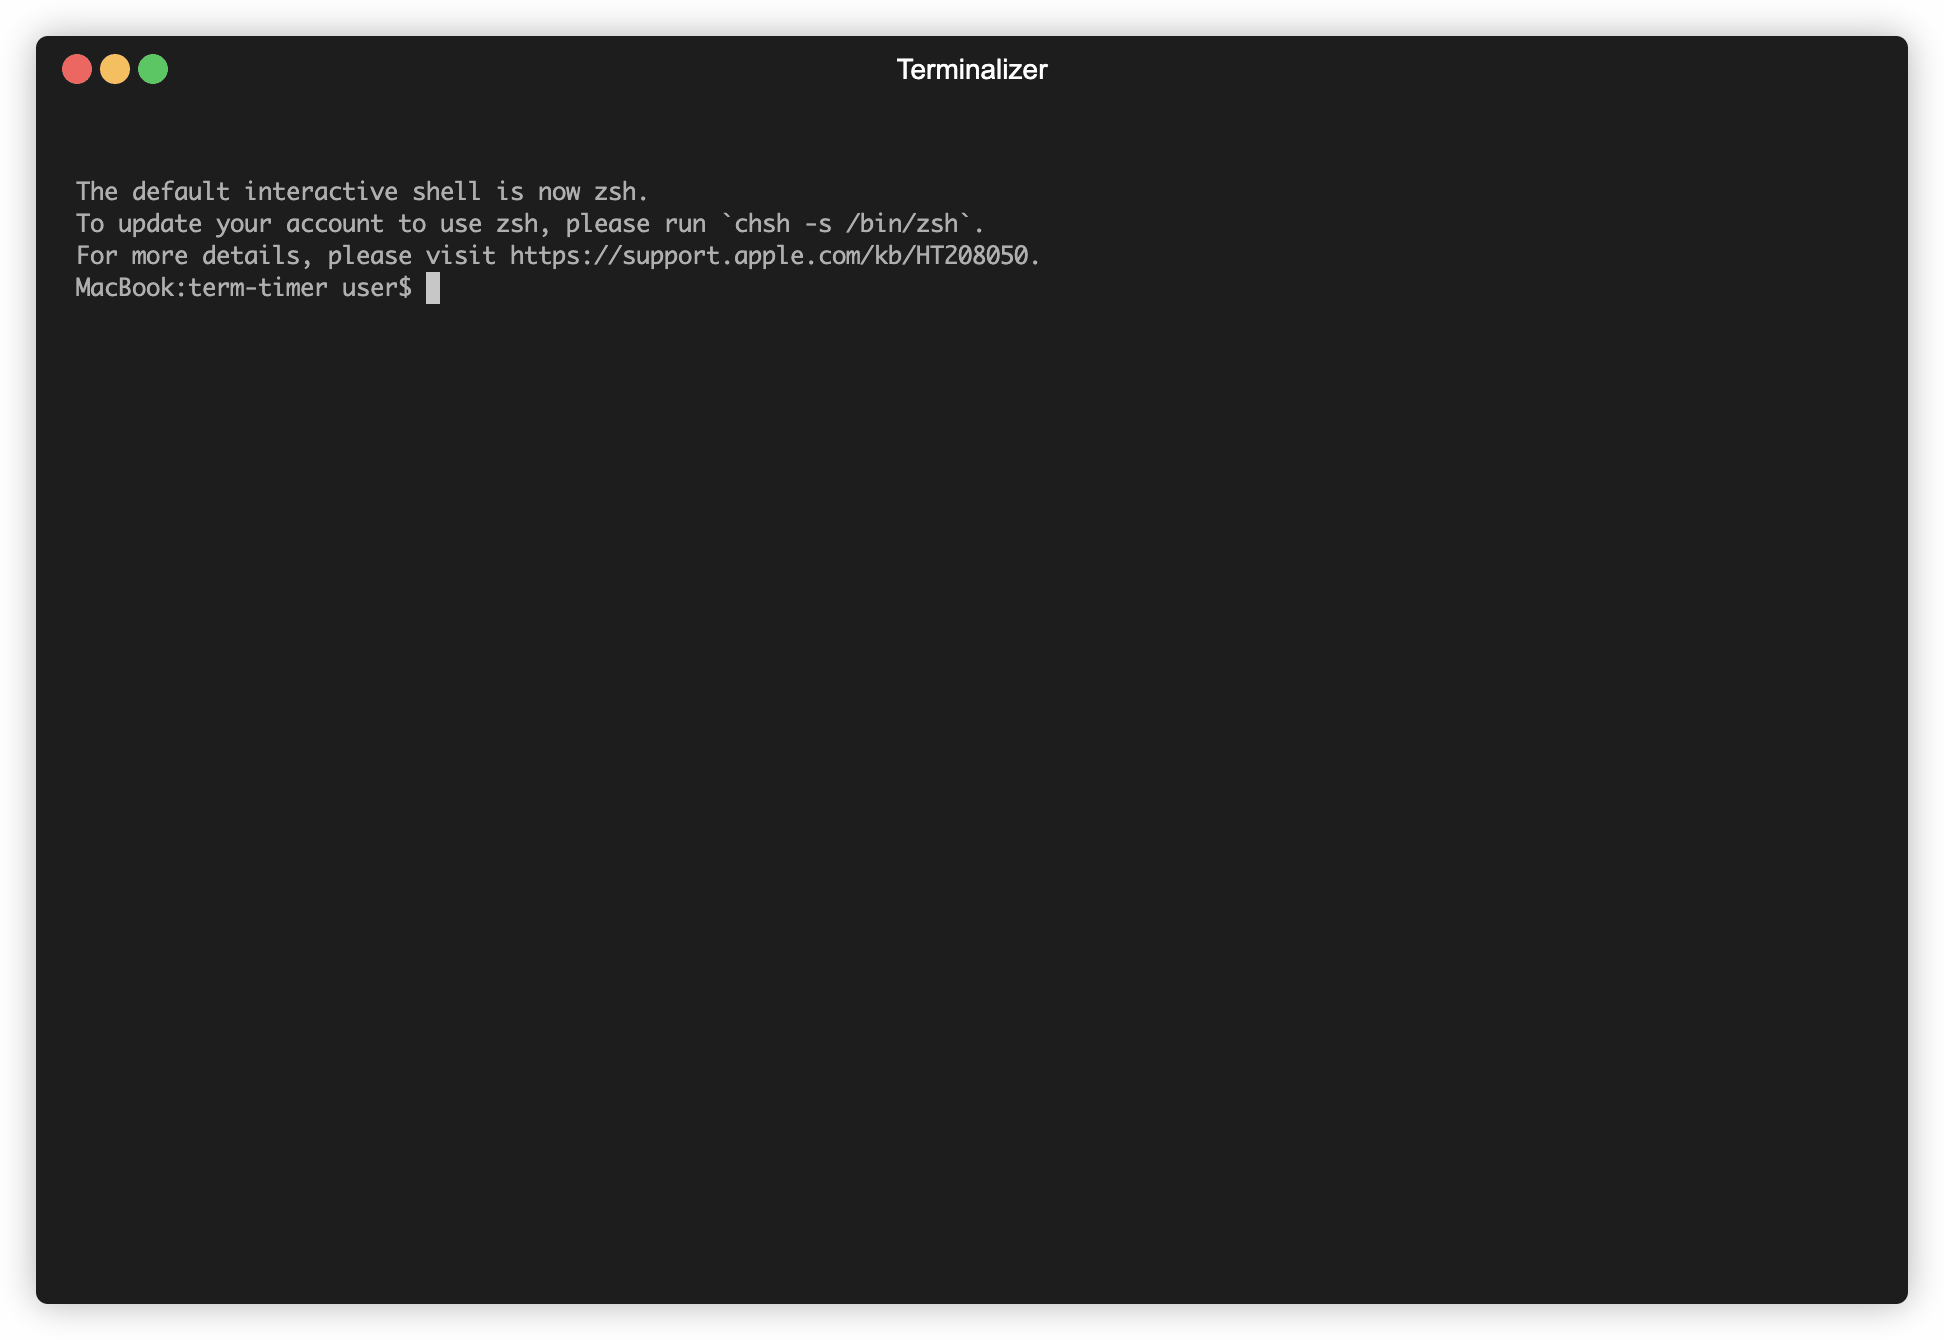 Terminalizer
The default interactive shell is now zsh.
To update your account to use zsh, please run `chsh -s /bin/zsh`.
For more details, please visit https://support.apple.com/kb/HT208050.
MacBook:term-timer user$